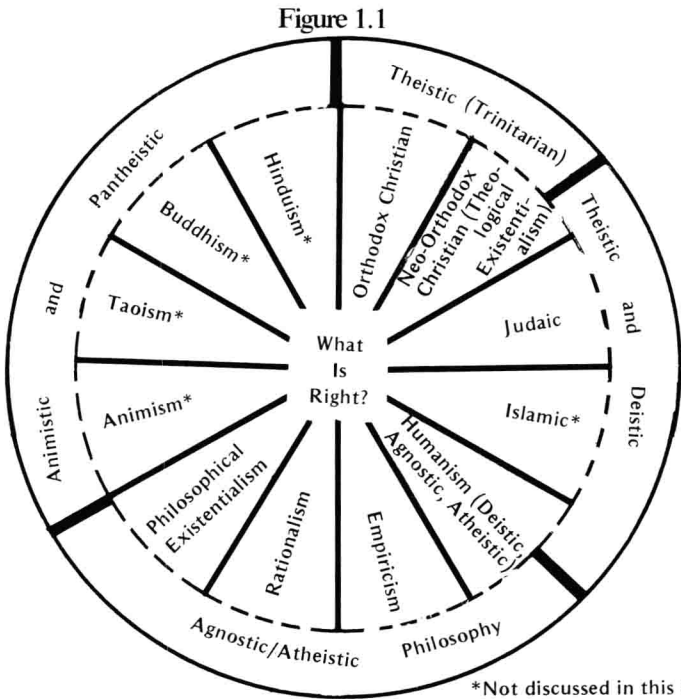 Figure 1.1
Theistic (Trinitarian)
Theistic and Deistic
Philosophy
Agnostic/Atheistic
Animistic and Pantheistic
Orthodox Christian
Neo-Orthodox
Christian (Theo-
logical
Existenti-
alism)
Judaic
Islamic*
Humanism (Deistic,
Agnostic, Atheistic)
Empiricism
Rationalism
Philosophical
Existentialism
Animism*
Taoism*
Buddhism*
Hinduism*
What
Is
Right?
*Not discussed in this